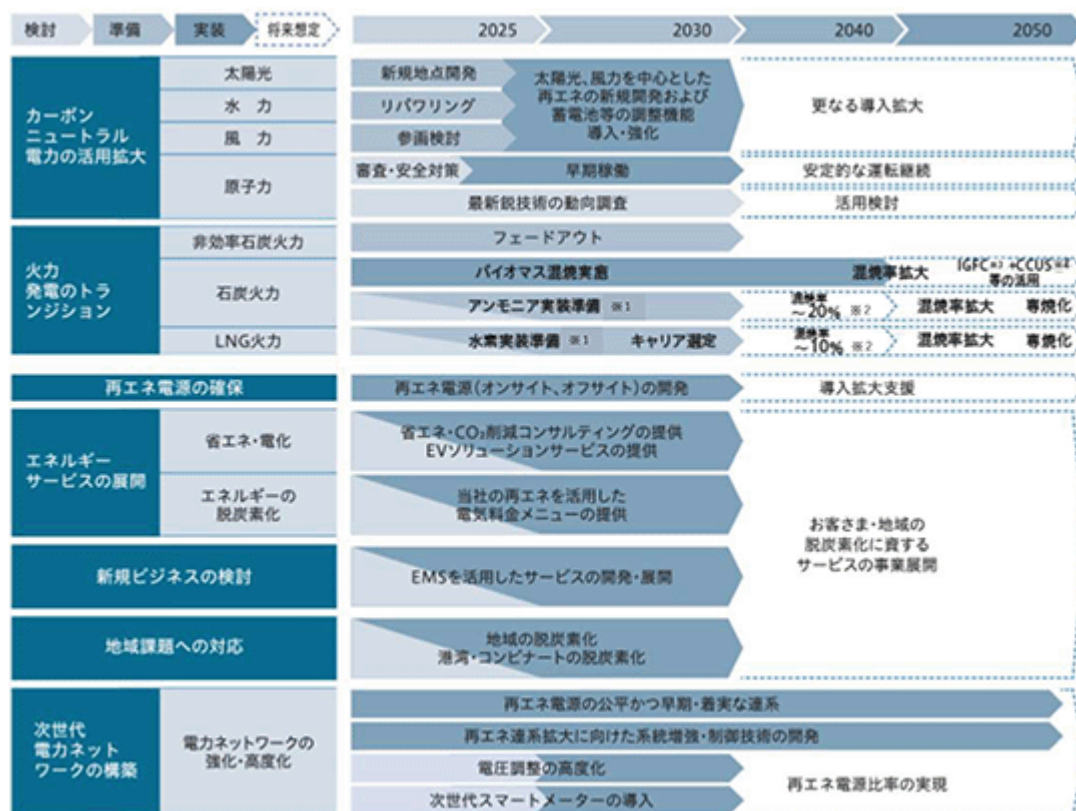 検討 準備 実装 将来想定 2025 2030 2040 2050
カーボン
ニュートラル
電力の活用拡大
太陽光
水 力
風 力
原子力
新規地点開発
リパワリング
参画検討
太陽光、風力を中心とした
再エネの新規開発および
蓄電池等の調整機能
導入・強化
更なる導入拡大
審査・安全対策 早期稼働 安定的な運転継続
最新鋭技術の動向調査 活用検討
火力
発電のトラ
ンジション
非効率石炭火力
石炭火力
LNG火力
フェードアウト
バイオマス混焼実施 混焼率拡大 IGFC※3 +CCUS※4
等の活用
アンモニア実装準備 ※1 混焼率
～20% ※2 混焼率拡大 専焼化
水素実装準備 ※1 キャリア選定 混焼率
～10% ※2 混焼率拡大 専焼化
再エネ電源の確保 再エネ電源(オンサイト、オフサイト)の開発 導入拡大支援
エネルギー
サービスの展開
省エネ・電化
省エネ・CO₂削減コンサルティングの提供
EVソリューションサービスの提供
エネルギーの
脱炭素化
当社の再エネを活用した
電気料金メニューの提供
新規ビジネスの検討 EMSを活用したサービスの開発・展開
地域課題への対応
地域の脱炭素化
港湾・コンビナートの脱炭素化
お客さま・地域の
脱炭素化に資する
サービスの事業展開
次世代
電力ネット
ワークの構築
電力ネットワークの
強化・高度化
再エネ電源の公平かつ早期・着実な連系
再エネ連系拡大に向けた系統増強・制御技術の開発
電圧調整の高度化
次世代スマートメーターの導入
再エネ電源比率の実現